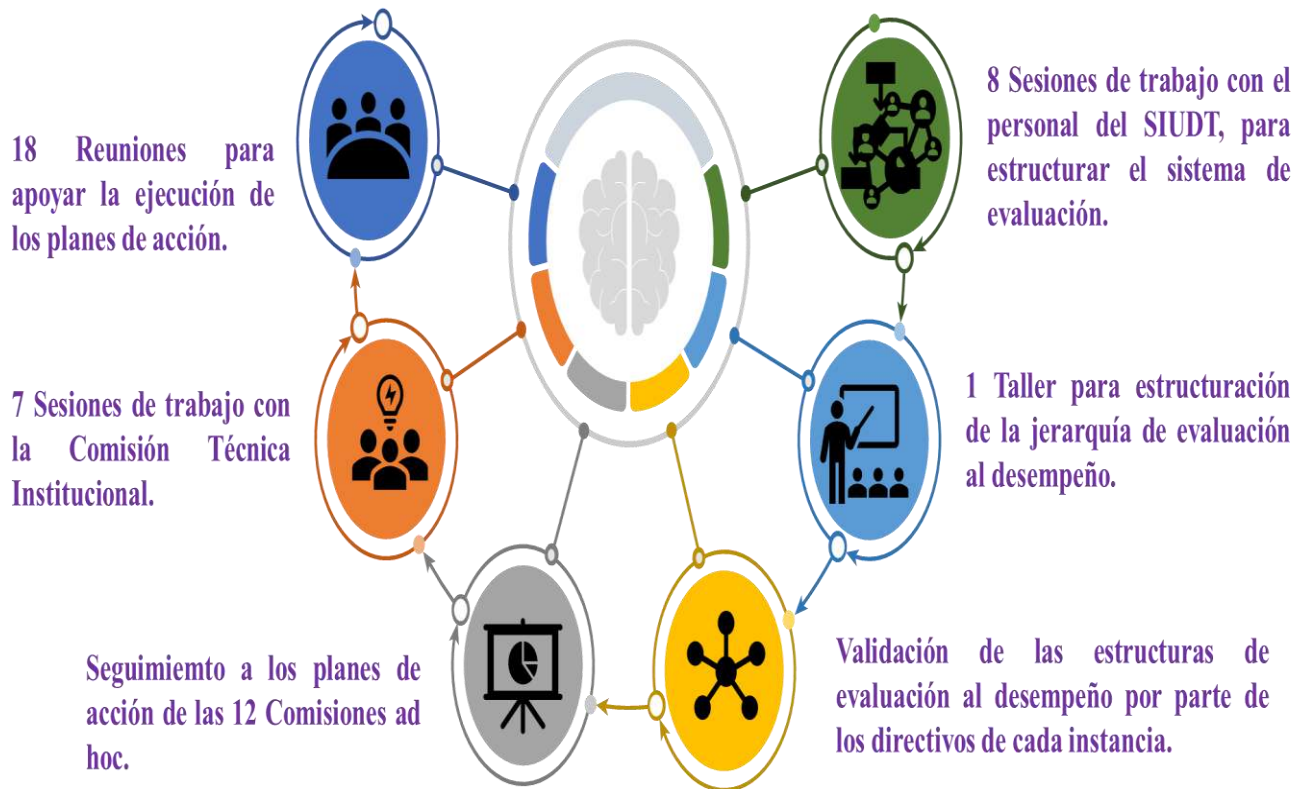 8 Sesiones de trabajo con el
personal del SIUDT, para
estructurar el sistema de
evaluación.
1 Taller para estructuración
de la jerarquía de evaluación
al desempeño.
Validación de las estructuras de
evaluación al desempeño por parte de
los directivos de cada instancia.
Seguimiemto a los planes de
acción de las 12 Comisiones ad
hoc.
7 Sesiones de trabajo con
la Comisión Técnica
Institucional.
18 Reuniones para
apoyar la ejecución de
los planes de acción.